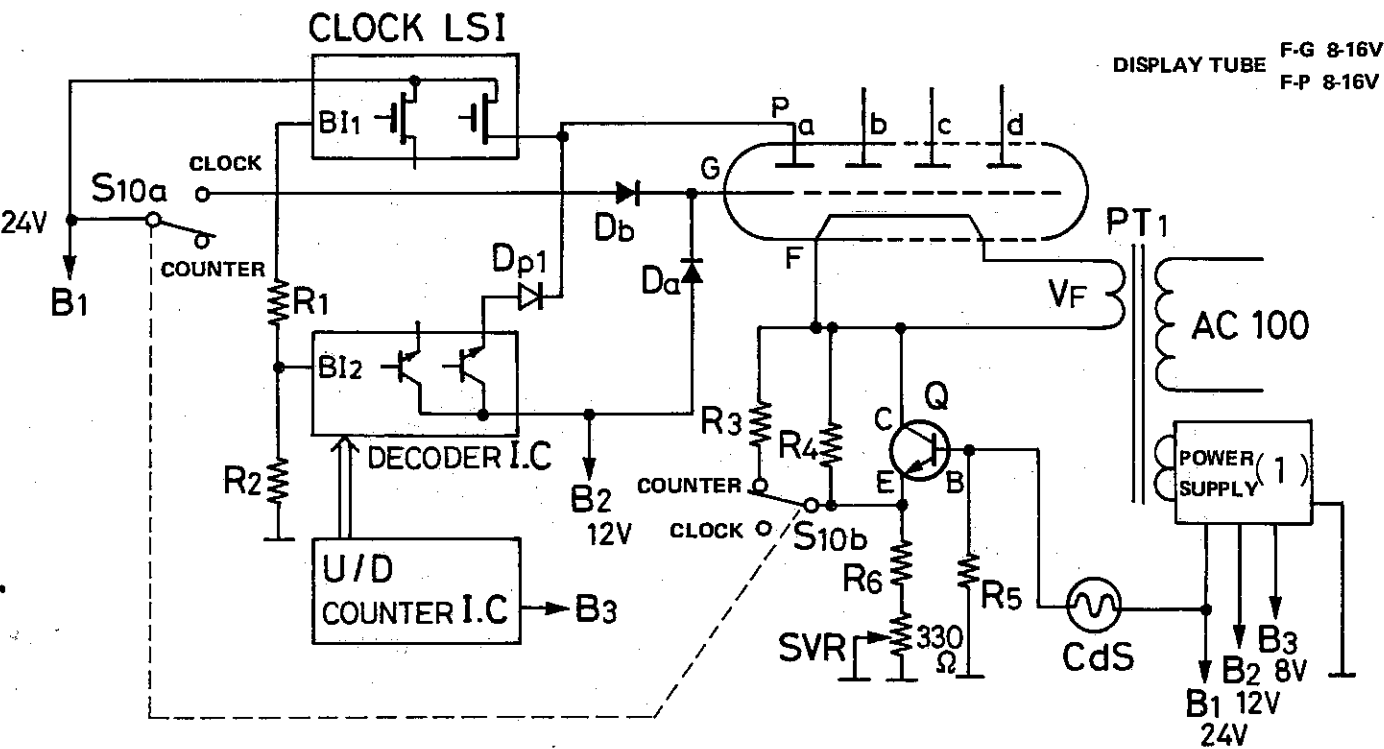 CLOCK LSI
DISPLAY TUBE F-G 8-16V
F-P 8-16V
BI1
P
a
b
c
d
CLOCK
G
S10a
24V
Db
PT1
COUNTER
Dp1
Da
F
VF
B1
R1
AC 100
BI2
Q
C
R3
R4
DECODER I.C
E
B
POWER SUPPLY (1)
R2
COUNTER
B2
12V
CLOCK
S10b
U/D
COUNTER I.C
B3
R6
R5
SVR
330
Ω
CdS
B3
8V
B2
12V
B1
24V